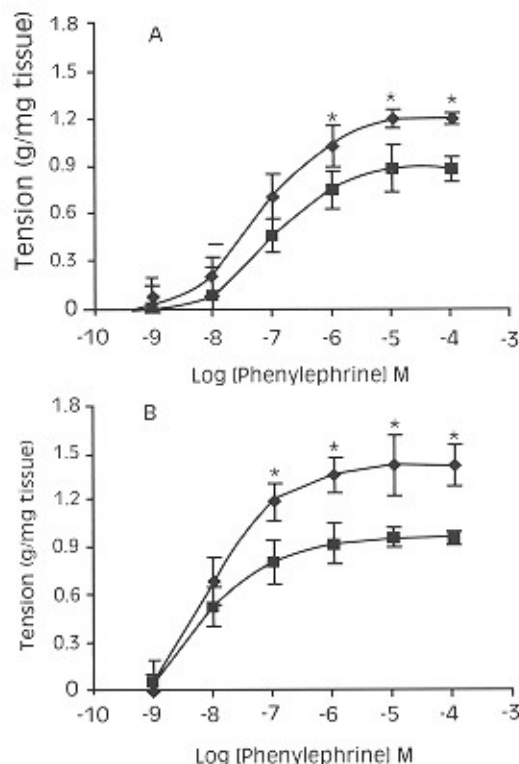 A
Tension (g/mg tissue)
1.8
1.5
1.2
0.9
0.6
0.3
0
* * *
-10 -9 -8 -7 -6 -5 -4 -3
Log [Phenylephrine] M
B
Tension (g/mg tissue)
1.8
1.5
1.2
0.9
0.6
0.3
0
* * * *
-10 -9 -8 -7 -6 -5 -4 -3
Log [Phenylephrine] M